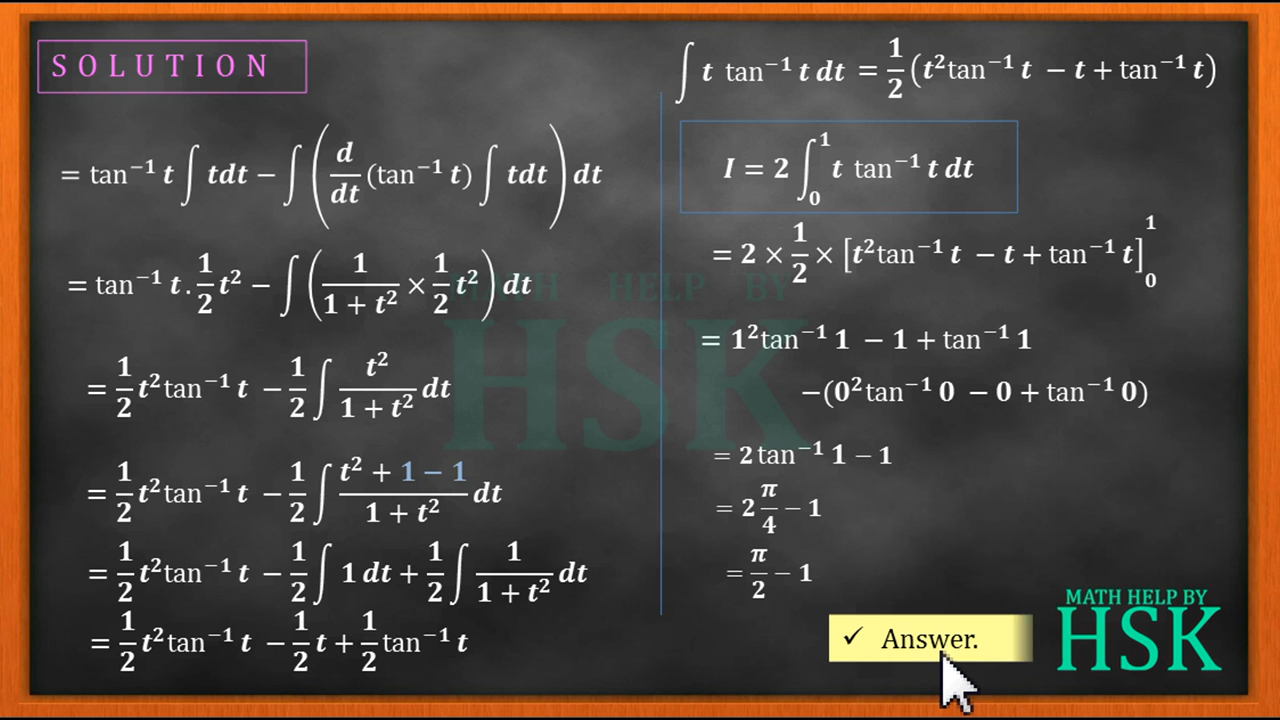 SOLUTION
= tan⁻¹ t ∫ tdt − ∫ (d/dt (tan⁻¹ t) ∫ tdt) dt
= tan⁻¹ t . 1/2 t² − ∫ (1/(1 + t²) × 1/2 t²) dt
= 1/2 t² tan⁻¹ t − 1/2 ∫ t²/(1 + t²) dt
= 1/2 t² tan⁻¹ t − 1/2 ∫ (t² + 1 − 1)/(1 + t²) dt
= 1/2 t² tan⁻¹ t − 1/2 ∫ 1 dt + 1/2 ∫ 1/(1 + t²) dt
= 1/2 t² tan⁻¹ t − 1/2 t + 1/2 tan⁻¹ t
∫ t tan⁻¹ t dt = 1/2 (t² tan⁻¹ t − t + tan⁻¹ t)
I = 2 ∫₀¹ t tan⁻¹ t dt
= 2 × 1/2 × [t² tan⁻¹ t − t + tan⁻¹ t]₀¹
= 1² tan⁻¹ 1 − 1 + tan⁻¹ 1
−(0² tan⁻¹ 0 − 0 + tan⁻¹ 0)
= 2 tan⁻¹ 1 − 1
= 2 π/4 − 1
= π/2 − 1
✓ Answer.
MATH HELP BY
HSK
MATH HELP BY
HSK